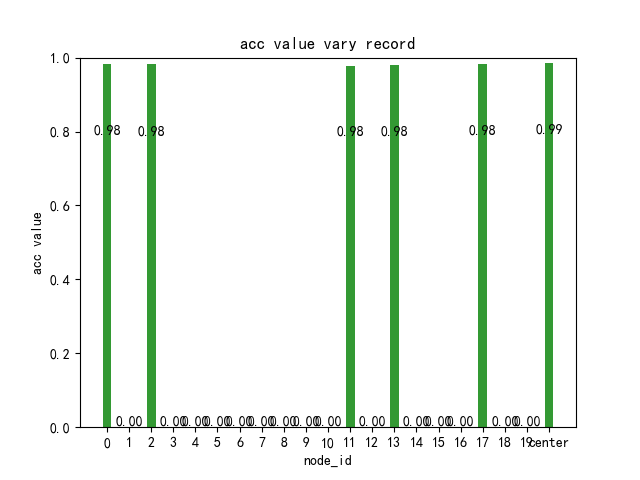 acc value vary record
1.0
0.8
0.6
0.4
0.2
0.0
acc value
0.98 0.98 0.98 0.98 0.98 0.99
0.00 0.00 0.00 0.00 0.00 0.00 0.00 0.00 0.00 0.00 0.00 0.00 0.00 0.00 0.00
0 1 2 3 4 5 6 7 8 9 10 11 12 13 14 15 16 17 18 19 center
node_id